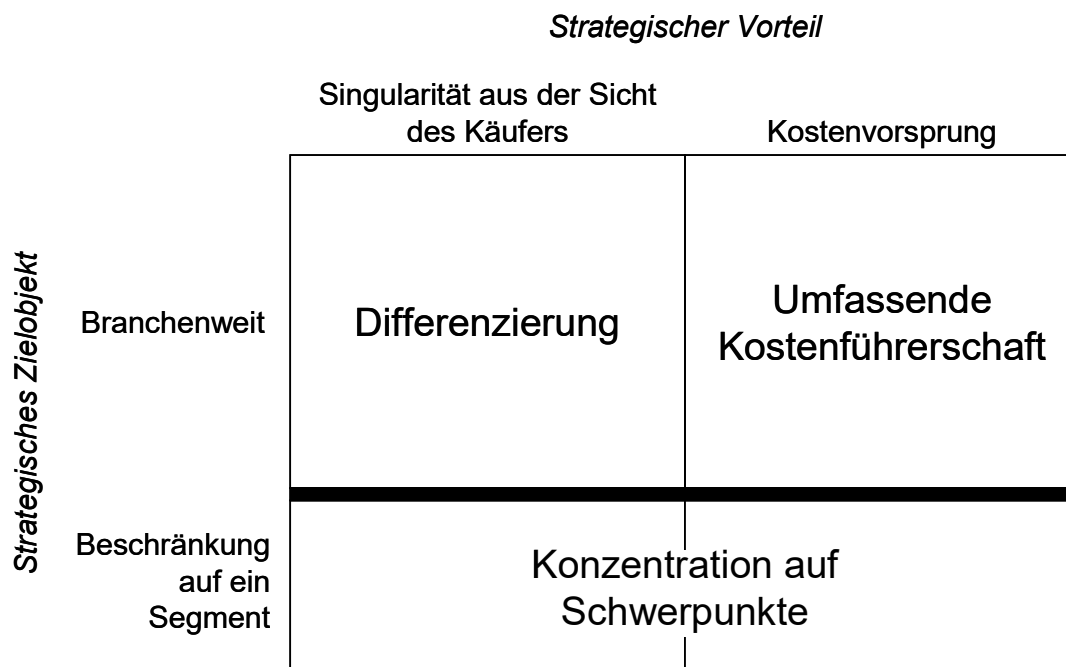 Strategischer Vorteil
Singularität aus der Sicht
des Käufers
Kostenvorsprung
Strategisches Zielobjekt
Branchenweit
Differenzierung
Umfassende
Kostenführerschaft
Beschränkung
auf ein
Segment
Konzentration auf
Schwerpunkte